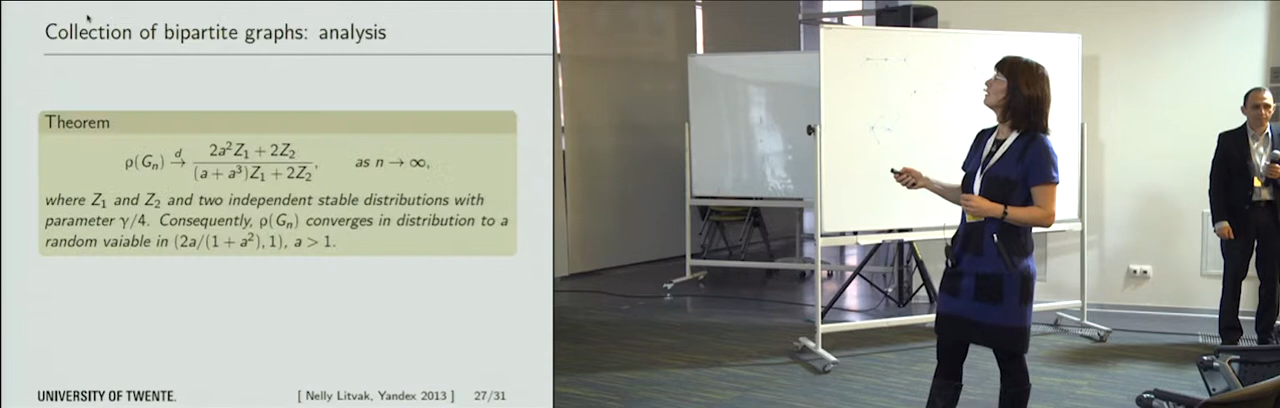 Collection of bipartite graphs: analysis
Theorem
ρ(Gₙ) →ᵈ (2a²Z₁ + 2Z₂) / ((a + a³)Z₁ + 2Z₂), as n → ∞,
where Z₁ and Z₂ and two independent stable distributions with
parameter γ/4. Consequently, ρ(Gₙ) converges in distribution to a
random vaiable in (2a/(1 + a²), 1), a > 1.
UNIVERSITY OF TWENTE. [ Nelly Litvak, Yandex 2013 ] 27/31